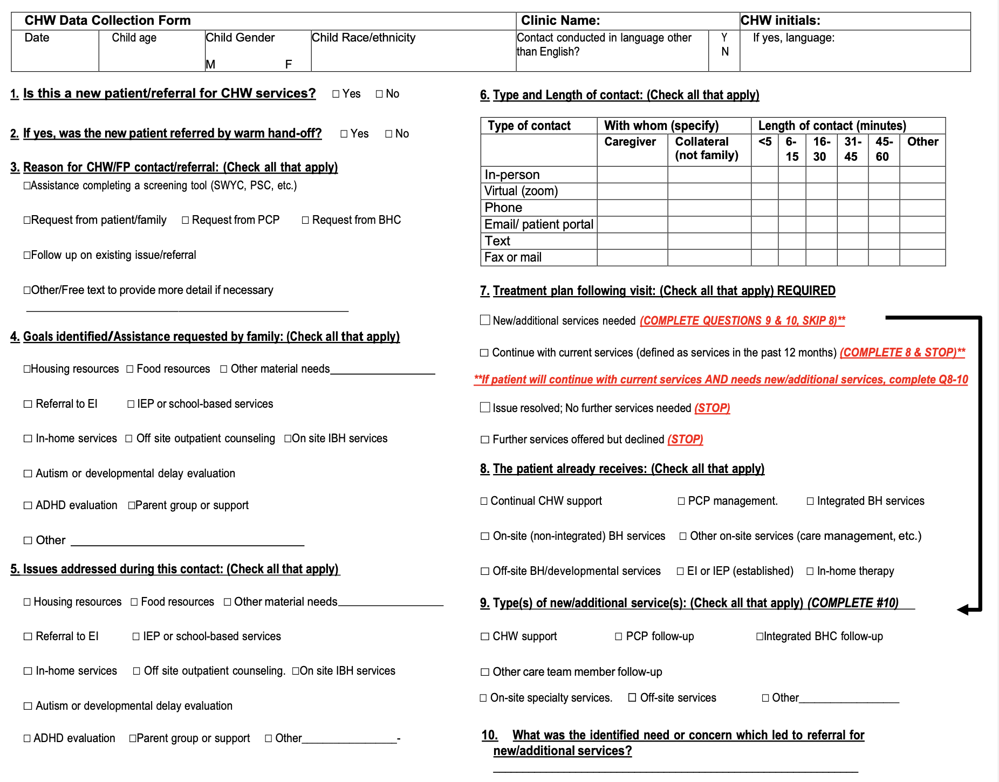 CHW Data Collection Form Clinic Name: CHW initials:
Date Child age Child Gender Child Race/ethnicity Contact conducted in language other Y If yes, language:
than English? N
M F
1. Is this a new patient/referral for CHW services? ☐ Yes ☐ No
2. If yes, was the new patient referred by warm hand-off? ☐ Yes ☐ No
3. Reason for CHW/FP contact/referral: (Check all that apply)
☐Assistance completing a screening tool (SWYC, PSC, etc.)
☐Request from patient/family ☐ Request from PCP ☐ Request from BHC
☐Follow up on existing issue/referral
☐Other/Free text to provide more detail if necessary
4. Goals identified/Assistance requested by family: (Check all that apply)
☐Housing resources ☐ Food resources ☐ Other material needs
☐ Referral to EI ☐ IEP or school-based services
☐ In-home services ☐ Off site outpatient counseling ☐On site IBH services
☐ Autism or developmental delay evaluation
☐ ADHD evaluation ☐Parent group or support
☐ Other
5. Issues addressed during this contact: (Check all that apply)
☐ Housing resources ☐ Food resources ☐ Other material needs
☐ Referral to EI ☐ IEP or school-based services
☐ In-home services ☐ Off site outpatient counseling. ☐On site IBH services
☐ Autism or developmental delay evaluation
☐ ADHD evaluation ☐Parent group or support ☐ Other________________-
6. Type and Length of contact: (Check all that apply)
Type of contact With whom (specify) Length of contact (minutes)
Caregiver Collateral <5 6- 16- 31- 45- Other
(not family) 15 30 45 60
In-person
Virtual (zoom)
Phone
Email/ patient portal
Text
Fax or mail
7. Treatment plan following visit: (Check all that apply) REQUIRED
☐ New/additional services needed (COMPLETE QUESTIONS 9 & 10, SKIP 8)**
☐ Continue with current services (defined as services in the past 12 months) (COMPLETE 8 & STOP)**
**If patient will continue with current services AND needs new/additional services, complete Q8-10
☐ Issue resolved; No further services needed (STOP)
☐ Further services offered but declined (STOP)
8. The patient already receives: (Check all that apply)
☐ Continual CHW support ☐ PCP management. ☐ Integrated BH services
☐ On-site (non-integrated) BH services ☐ Other on-site services (care management, etc.)
☐ Off-site BH/developmental services ☐ EI or IEP (established) ☐ In-home therapy
9. Type(s) of new/additional service(s): (Check all that apply) (COMPLETE #10)
☐ CHW support ☐ PCP follow-up ☐Integrated BHC follow-up
☐ Other care team member follow-up
☐ On-site specialty services. ☐ Off-site services ☐ Other_________________
10. What was the identified need or concern which led to referral for
new/additional services?